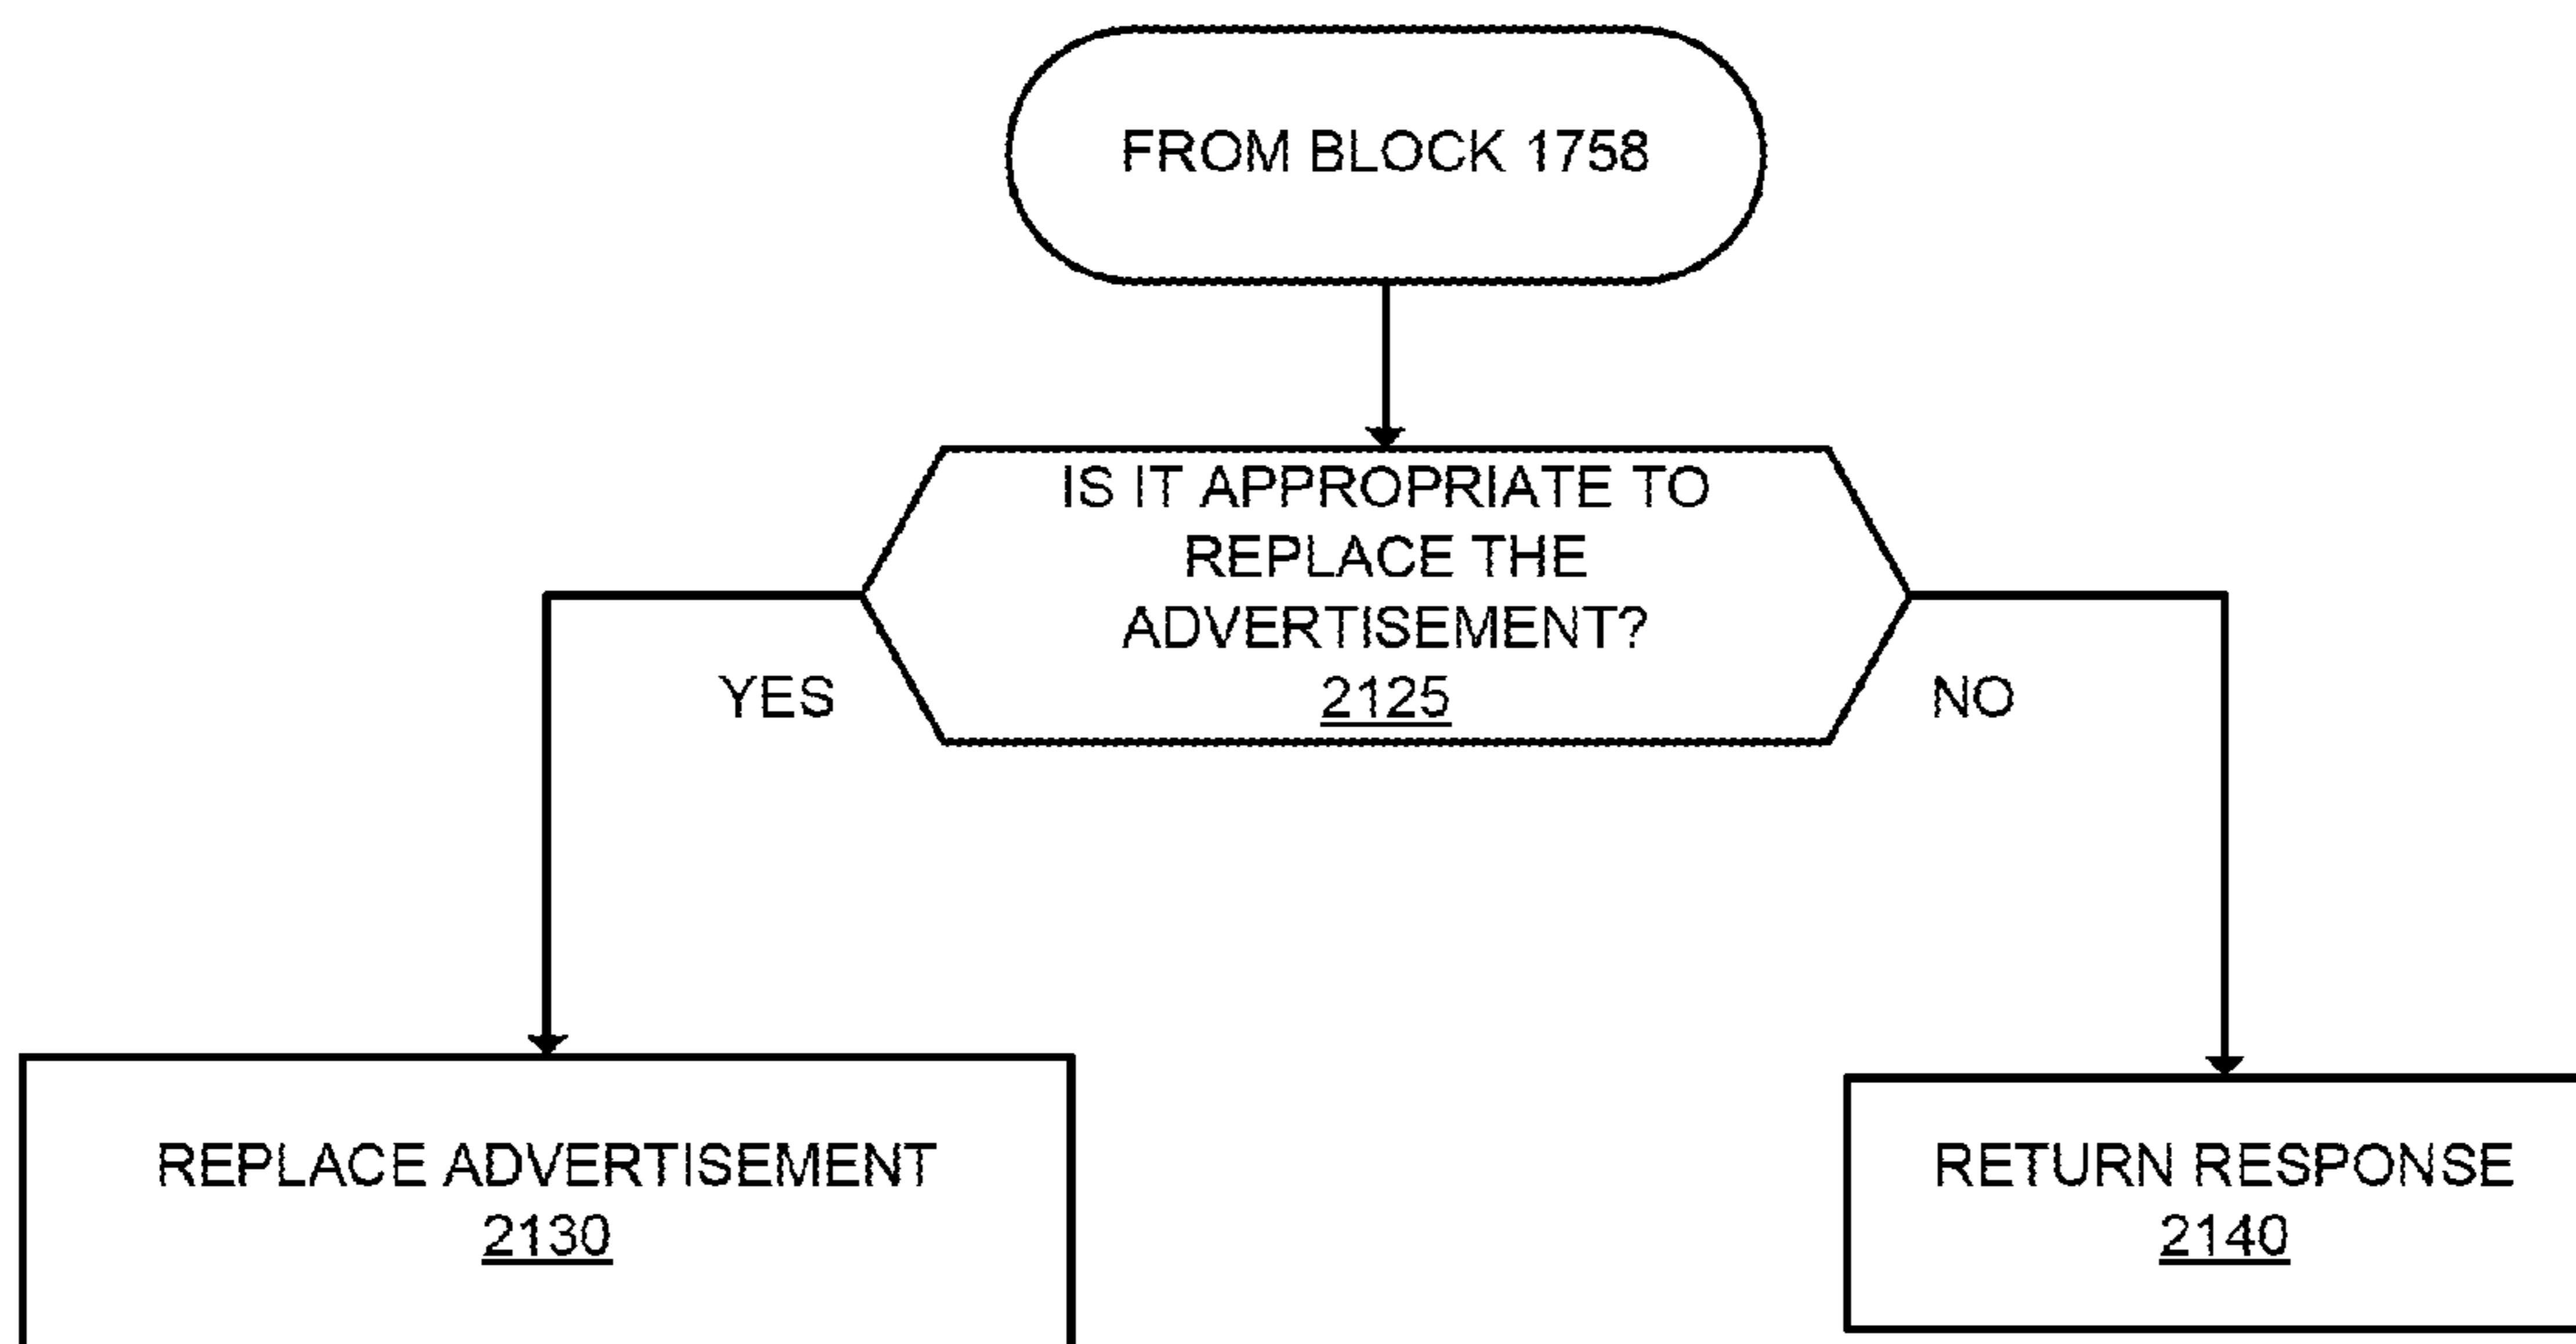 FROM BLOCK 1758
IS IT APPROPRIATE TO
REPLACE THE
ADVERTISEMENT?
2125
YES
NO
REPLACE ADVERTISEMENT
2130
RETURN RESPONSE
2140